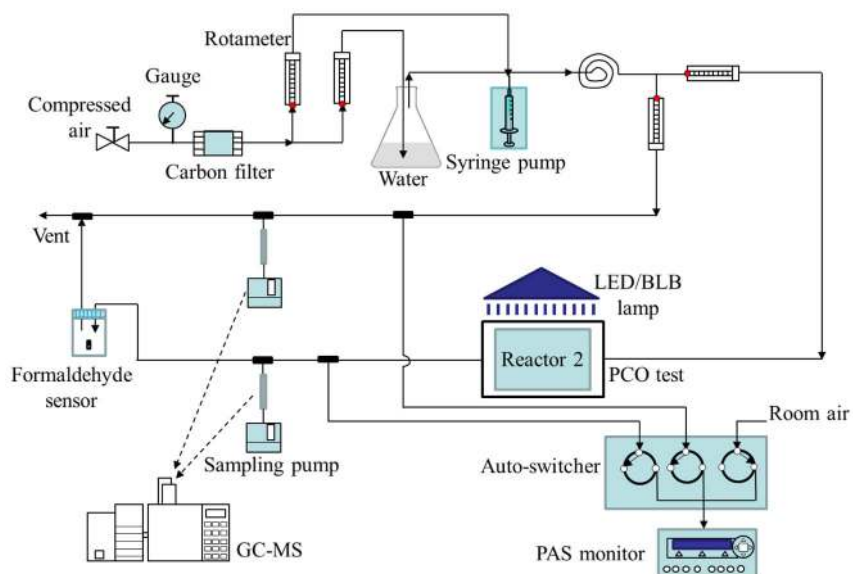 Rotameter
Gauge
Compressed
air
Carbon filter
Water
Syringe pump
Vent
LED/BLB
lamp
Reactor 2
PCO test
Formaldehyde
sensor
Sampling pump
Room air
Auto-switcher
GC-MS
PAS monitor